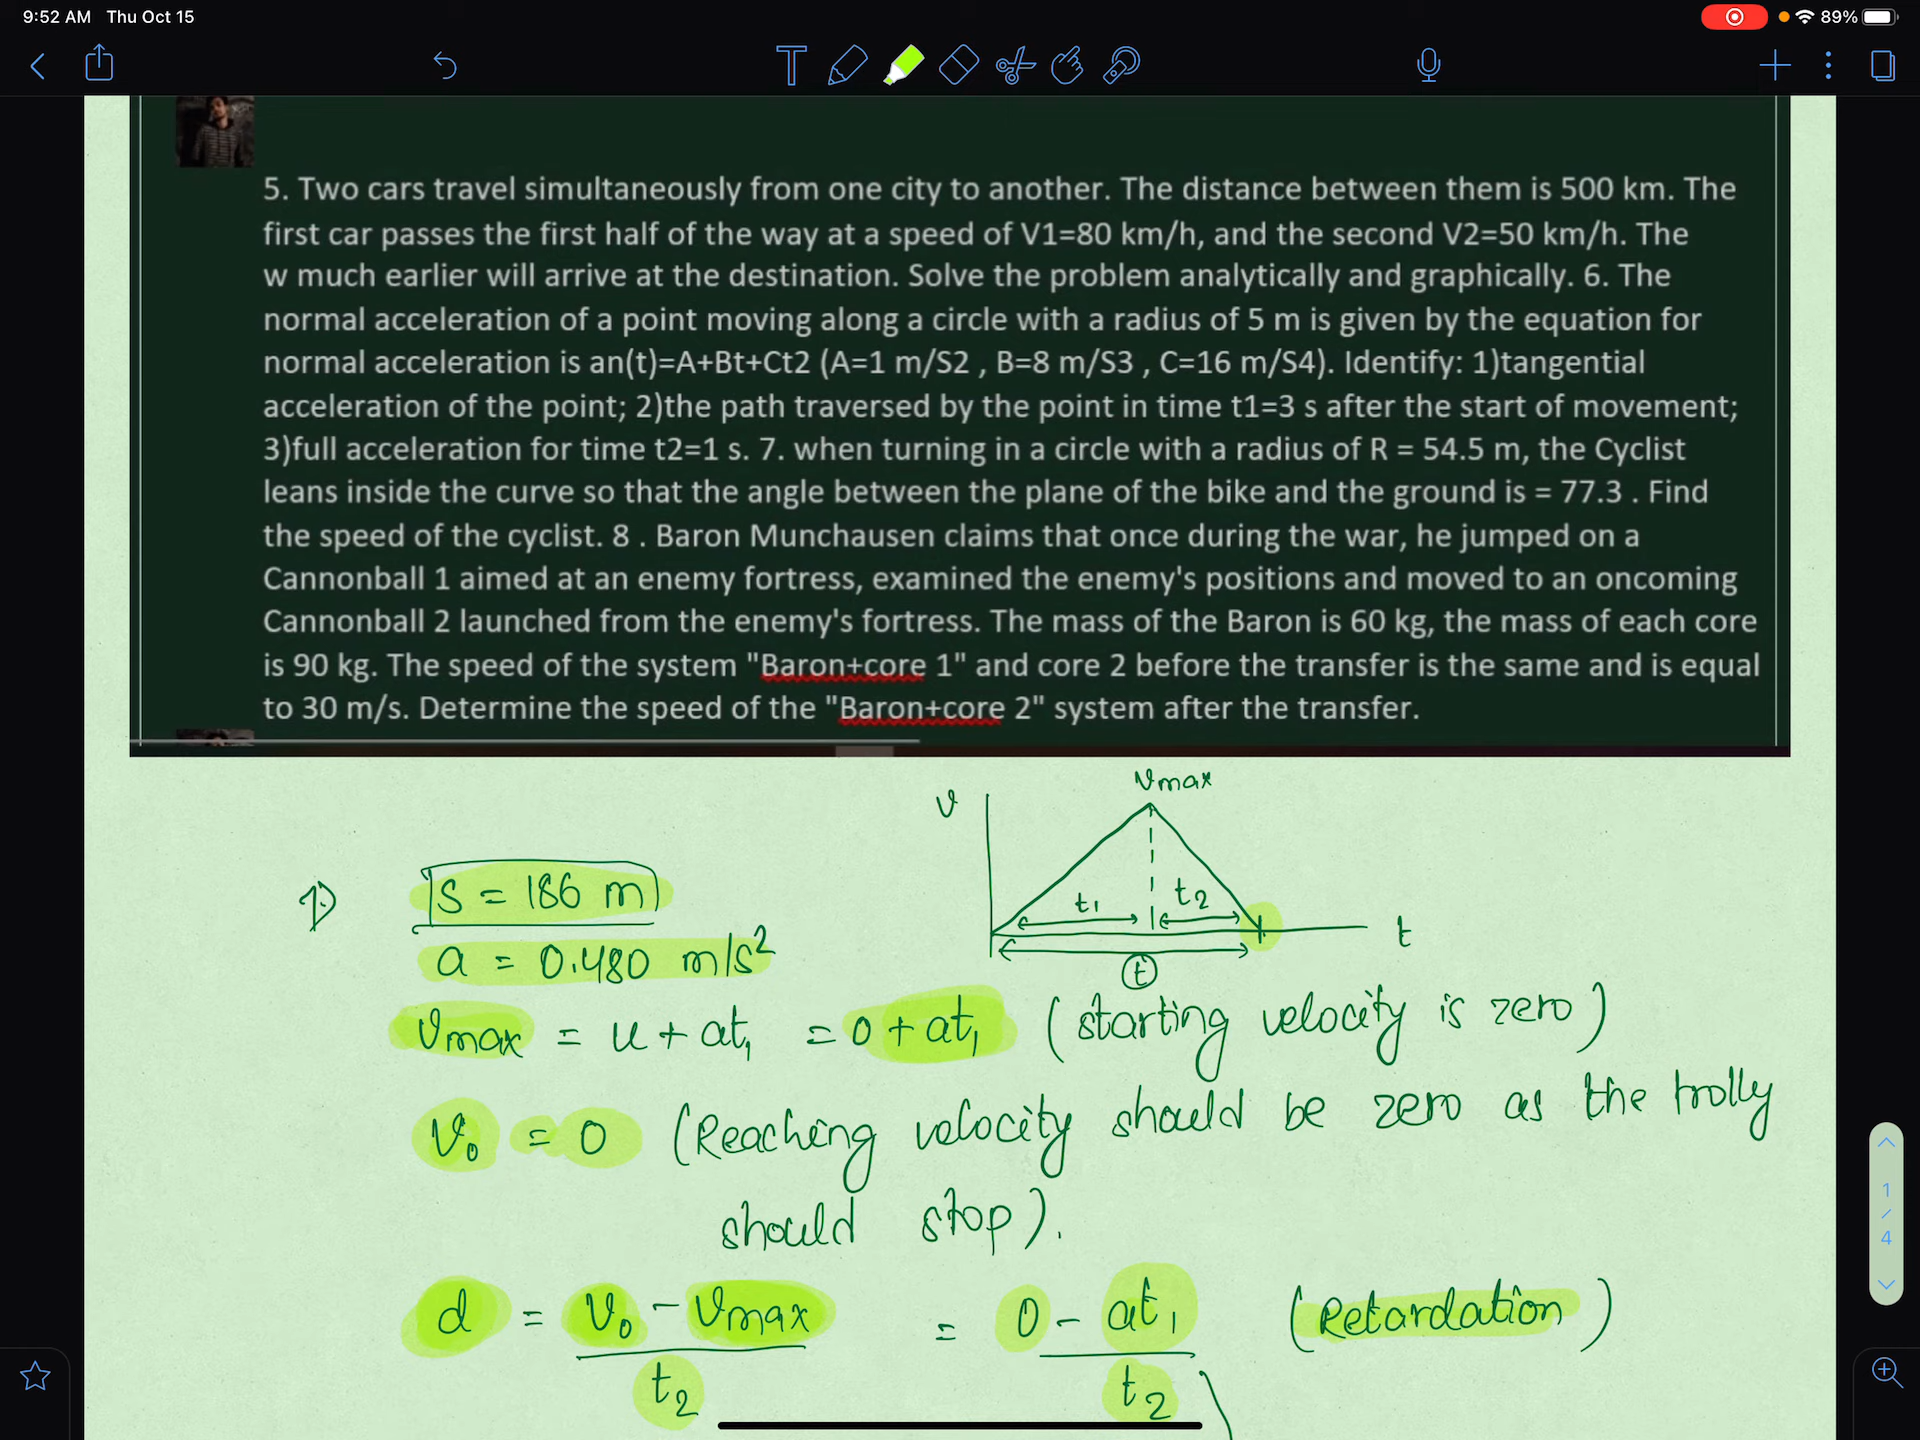 9:52 AM Thu Oct 15
89%
5. Two cars travel simultaneously from one city to another. The distance between them is 500 km. The
first car passes the first half of the way at a speed of V1=80 km/h, and the second V2=50 km/h. The
w much earlier will arrive at the destination. Solve the problem analytically and graphically. 6. The
normal acceleration of a point moving along a circle with a radius of 5 m is given by the equation for
normal acceleration is an(t)=A+Bt+Ct2 (A=1 m/S2 , B=8 m/S3 , C=16 m/S4). Identify: 1)tangential
acceleration of the point; 2)the path traversed by the point in time t1=3 s after the start of movement;
3)full acceleration for time t2=1 s. 7. when turning in a circle with a radius of R = 54.5 m, the Cyclist
leans inside the curve so that the angle between the plane of the bike and the ground is = 77.3 . Find
the speed of the cyclist. 8 . Baron Munchausen claims that once during the war, he jumped on a
Cannonball 1 aimed at an enemy fortress, examined the enemy's positions and moved to an oncoming
Cannonball 2 launched from the enemy's fortress. The mass of the Baron is 60 kg, the mass of each core
is 90 kg. The speed of the system "Baron+core 1" and core 2 before the transfer is the same and is equal
to 30 m/s. Determine the speed of the "Baron+core 2" system after the transfer.
v vmax
t1 t2
t
t
1) S = 186 m
a = 0.480 m/s²
vmax = u + at1 = 0 + at1 (starting velocity is zero)
v0 = 0 (Reaching velocity should be zero as the trolly
should stop).
d = v0 - vmax / t2 = 0 - at1 / t2 (Retardation)
1 / 4